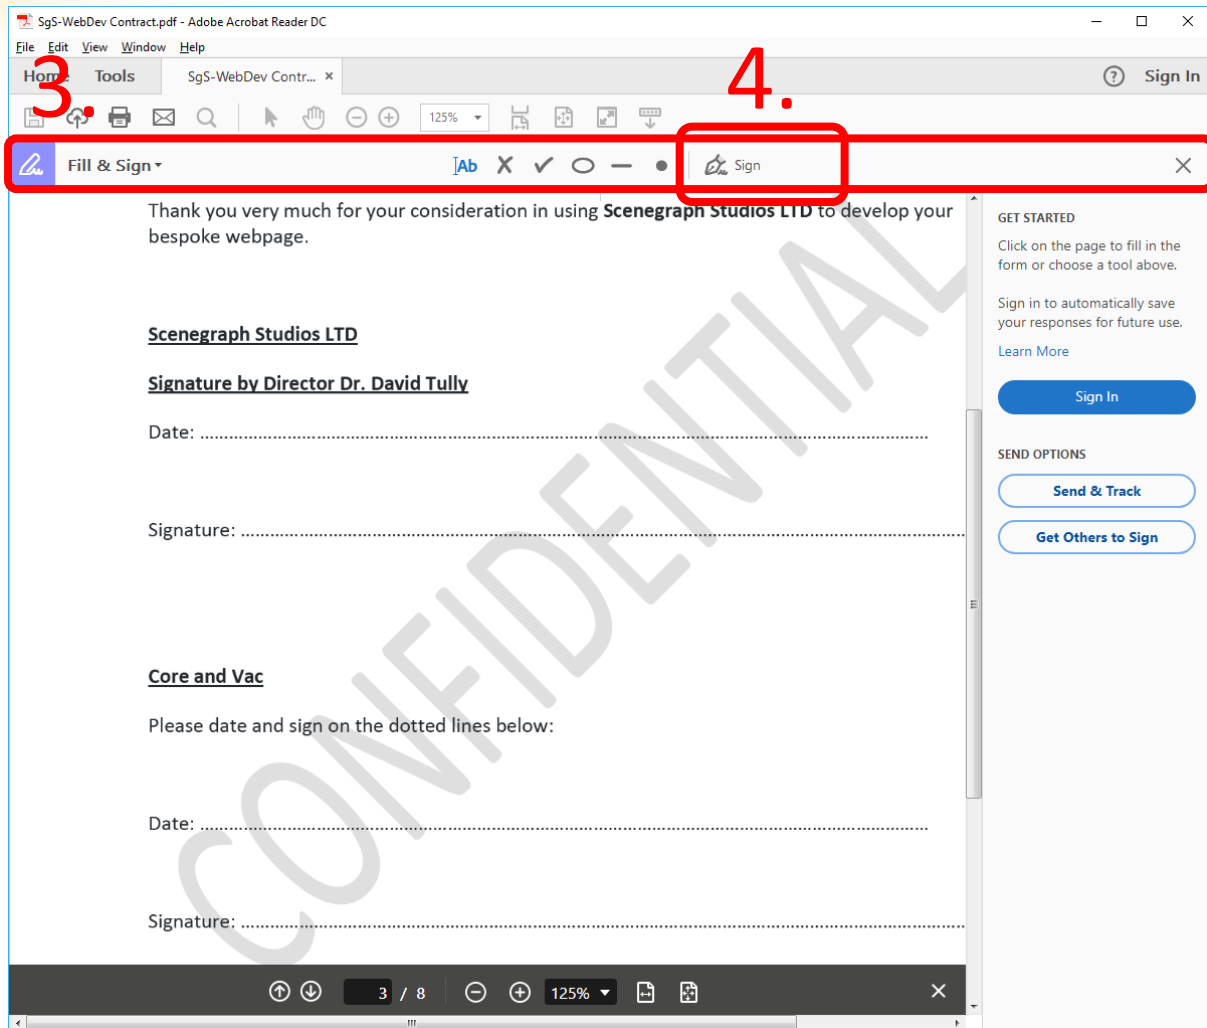 SgS-WebDev Contract.pdf - Adobe Acrobat Reader DC
File Edit View Window Help
3.
4.
Home Tools SgS-WebDev Contr... × ? Sign In
125%
Fill & Sign Ab Sign
Thank you very much for your consideration in using Scenegraph Studios LTD to develop your
bespoke webpage.
Scenegraph Studios LTD
Signature by Director Dr. David Tully
Date: ........................................................................................................................
Signature: ........................................................................................................................
Core and Vac
Please date and sign on the dotted lines below:
Date: ........................................................................................................................
Signature: ........................................................................................................................
CONFIDENTIAL
GET STARTED
Click on the page to fill in the
form or choose a tool above.
Sign in to automatically save
your responses for future use.
Learn More
Sign In
SEND OPTIONS
Send & Track
Get Others to Sign
3 / 8 125%